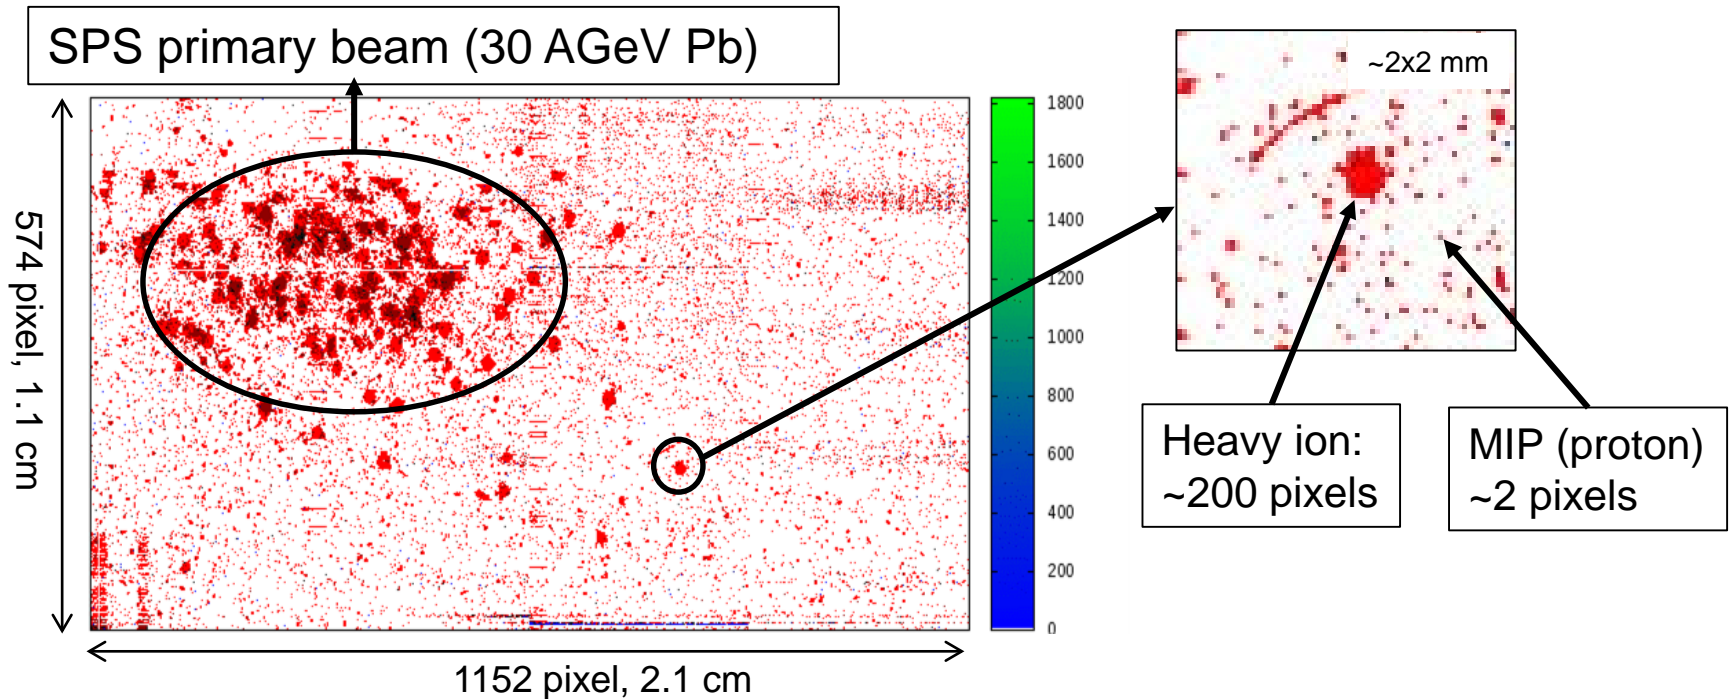 SPS primary beam (30 AGeV Pb)
~2x2 mm
1800
1600
1400
1200
1000
800
600
400
200
0
574 pixel, 1.1 cm
1152 pixel, 2.1 cm
Heavy ion:
~200 pixels
MIP (proton)
~2 pixels